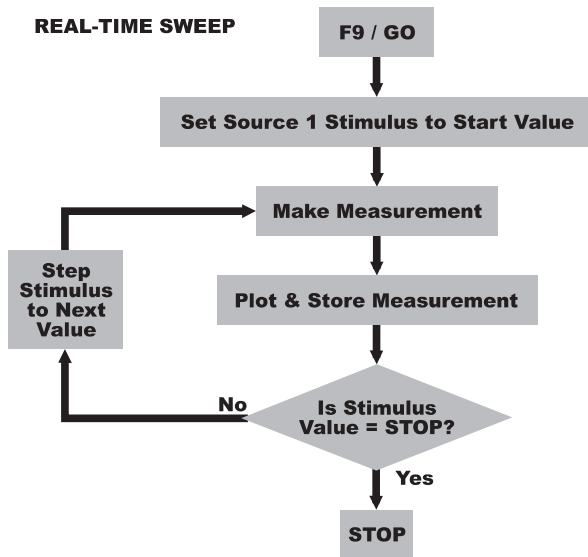 REAL-TIME SWEEP
F9 / GO
Set Source 1 Stimulus to Start Value
Make Measurement
Step
Stimulus
to Next
Value
Plot & Store Measurement
No
Is Stimulus
Value = STOP?
Yes
STOP